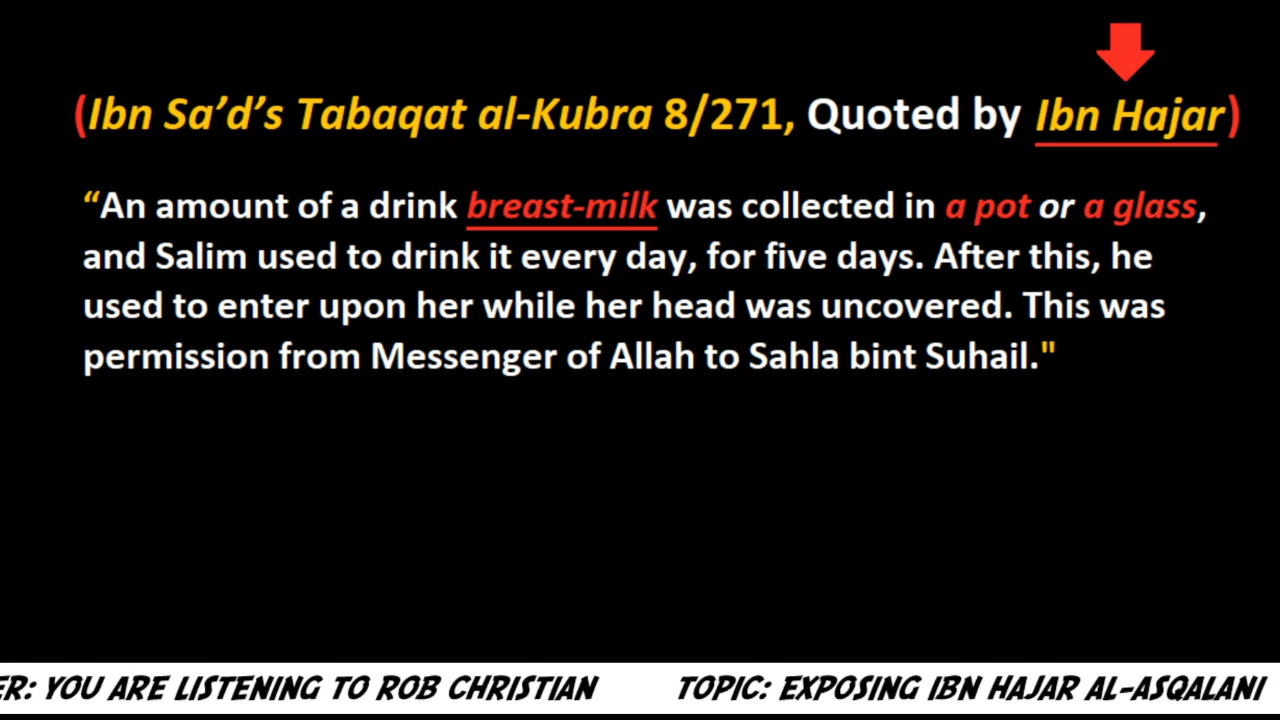 (Ibn Sa’d’s Tabaqat al-Kubra 8/271, Quoted by Ibn Hajar)
“An amount of a drink breast-milk was collected in a pot or a glass,
and Salim used to drink it every day, for five days. After this, he
used to enter upon her while her head was uncovered. This was
permission from Messenger of Allah to Sahla bint Suhail."
ER: YOU ARE LISTENING TO ROB CHRISTIAN TOPIC: EXPOSING IBN HAJAR AL-ASQALANI